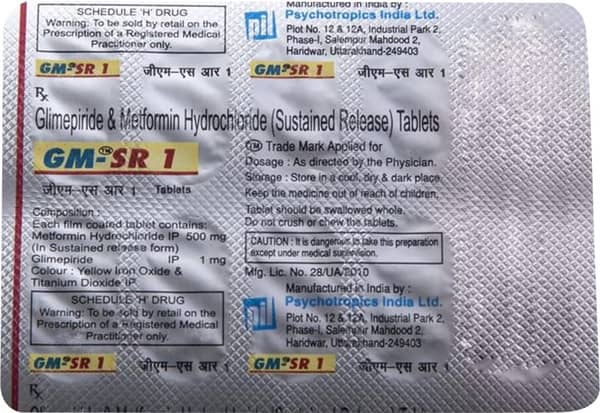 SCHEDULE 'H' DRUG
Warning: To be sold by retail on the
Prescription of a Registered Medical
Practitioner only.
GM-SR 1 जीएम-एस आर 1
Manufactured in India by :
Psychotropics India Ltd.
Plot No. 12 & 12A, Industrial Park 2,
Phase-I, Salempur Mahdood 2,
Haridwar, Uttarakhand-249403
GM-SR 1 जीएम-एस आर 1
Rx
Glimepiride & Metformin Hydrochloride (Sustained Release) Tablets
GM-™SR 1
जीएम-एस आर 1 Tablets
Composition :
Each film coated tablet contains:
Metformin Hydrochloride IP 500 mg
(In Sustained release form)
Glimepiride IP 1 mg
Colour : Yellow Iron Oxide &
Titanium Dioxide IP
TM Trade Mark Applied for
Dosage : As directed by the Physician.
Storage : Store in a cool, dry & dark place.
Keep the medicine out of reach of children.
Tablet should be swallowed whole.
Do not crush or chew the tablets.
CAUTION : It is dangerous to take this preparation
except under medical supervision.
Mfg. Lic. No. 28/UA/2010
SCHEDULE 'H' DRUG
Warning: To be sold by retail on the
Prescription of a Registered Medical
Practitioner only.
GM-SR 1 जीएम-एस आर 1
Manufactured in India by :
Psychotropics India Ltd.
Plot No. 12 & 12A, Industrial Park 2,
Phase-I, Salempur Mahdood 2,
Haridwar, Uttarakhand-249403
GM-SR 1 जीएम-एस आर 1
Rx